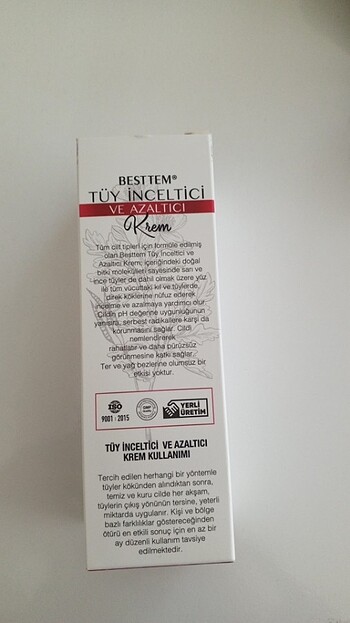 BESTTEM®
TÜY İNCELTİCİ
VE AZALTICI
Krem
Tüm cilt tipleri için formüle edilmiş
olan Besttem Tüy İnceltici ve
Azaltıcı Krem; içeriğindeki doğal
bitki molekülleri sayesinde sarı ve
ince tüyler de dahil olmak üzere yüz
ile tüm vücuttaki kıl ve tüylerde,
direk köklerine nüfuz ederek
incelme ve azalmaya yardımcı olur.
Cildin pH değerine uygunluğunun
yanısıra, serbest radikallere karşı da
korunmasını sağlar. Cildi
nemlendirerek
rahatlatır ve daha pürüzsüz
görünmesine katkı sağlar.
Ter ve yağ bezlerine olumsuz bir
etkisi yoktur.
ISO
9001 : 2015
GMP
YERLİ
ÜRETİM
TÜY İNCELTİCİ VE AZALTICI
KREM KULLANIMI
Tercih edilen herhangi bir yöntemle
tüyler kökünden alındıktan sonra,
temiz ve kuru cilde her akşam,
tüylerin çıkış yönünün tersine, yeterli
miktarda uygulanır. Kişi ve bölge
bazlı farklılıklar göstereceğinden
ötürü en etkili sonuç için en az bir
ay düzenli kullanım tavsiye
edilmektedir.